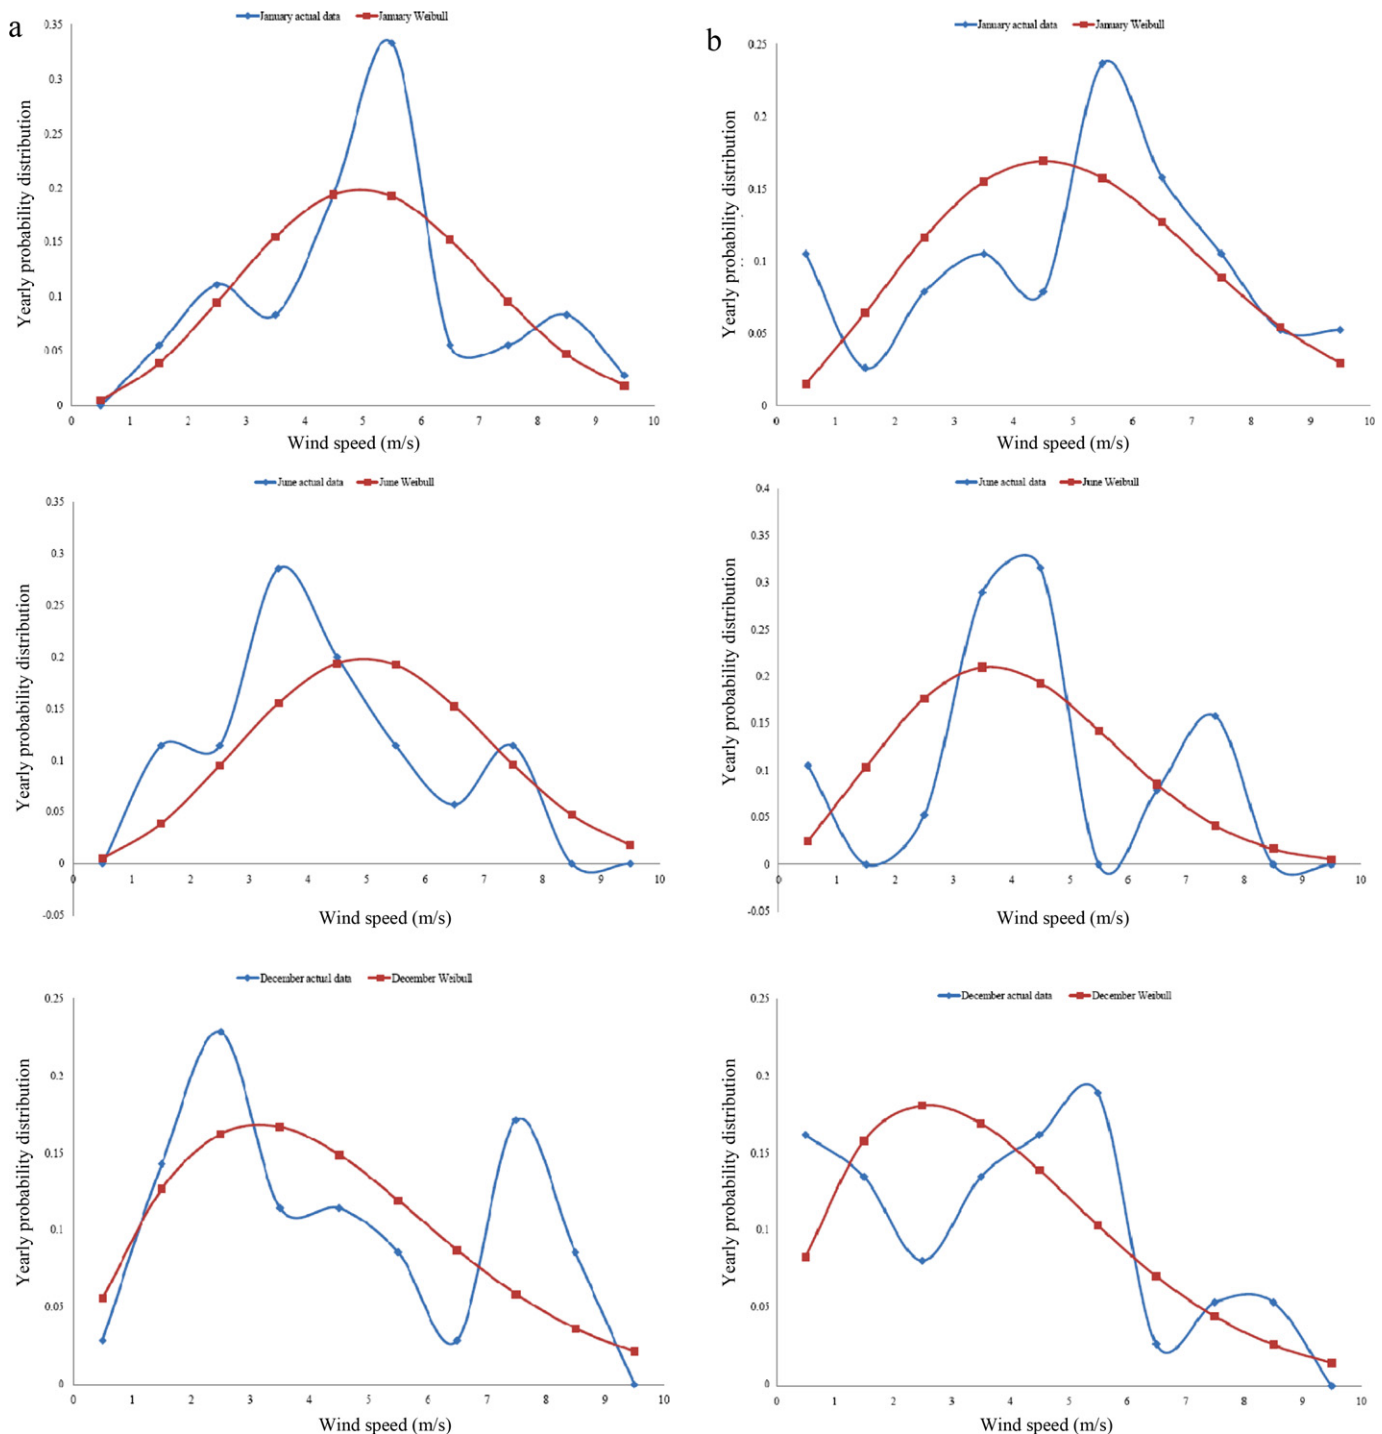 a
January actual data January Weibull
0.35
0.3
0.25
0.2
0.15
0.1
0.05
0
Yearly probability distribution
0 1 2 3 4 5 6 7 8 9 10
Wind speed (m/s)
b
January actual data January Weibull
0.25
0.2
0.15
0.1
0.05
0
Yearly probability distribution
0 1 2 3 4 5 6 7 8 9 10
Wind speed (m/s)
June actual data June Weibull
0.35
0.3
0.25
0.2
0.15
0.1
0.05
0
-0.05
Yearly probability distribution
0 1 2 3 4 5 6 7 8 9 10
Wind speed (m/s)
June actual data June Weibull
0.4
0.35
0.3
0.25
0.2
0.15
0.1
0.05
0
-0.05
Yearly probability distribution
0 1 2 3 4 5 6 7 8 9 10
Wind speed (m/s)
December actual data December Weibull
0.25
0.2
0.15
0.1
0.05
0
Yearly probability distribution
0 1 2 3 4 5 6 7 8 9 10
Wind speed (m/s)
December actual data December Weibull
0.25
0.2
0.15
0.1
0.05
0
Yearly probability distribution
0 1 2 3 4 5 6 7 8 9 10
Wind speed (m/s)